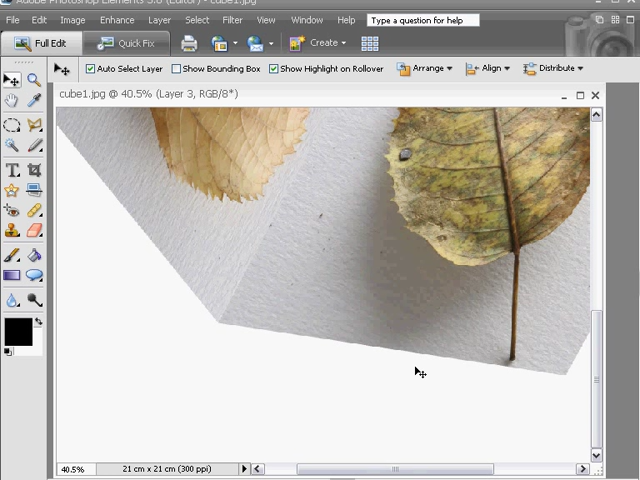 Adobe Photoshop Elements 5.0 (Editor) - cube1.jpg
File Edit Image Enhance Layer Select Filter View Window Help Type a question for help
Full Edit Quick Fix Create
Auto Select Layer Show Bounding Box Show Highlight on Rollover Arrange Align Distribute
cube1.jpg @ 40.5% (Layer 3, RGB/8*)
T
40.5% 21 cm x 21 cm (300 ppi)